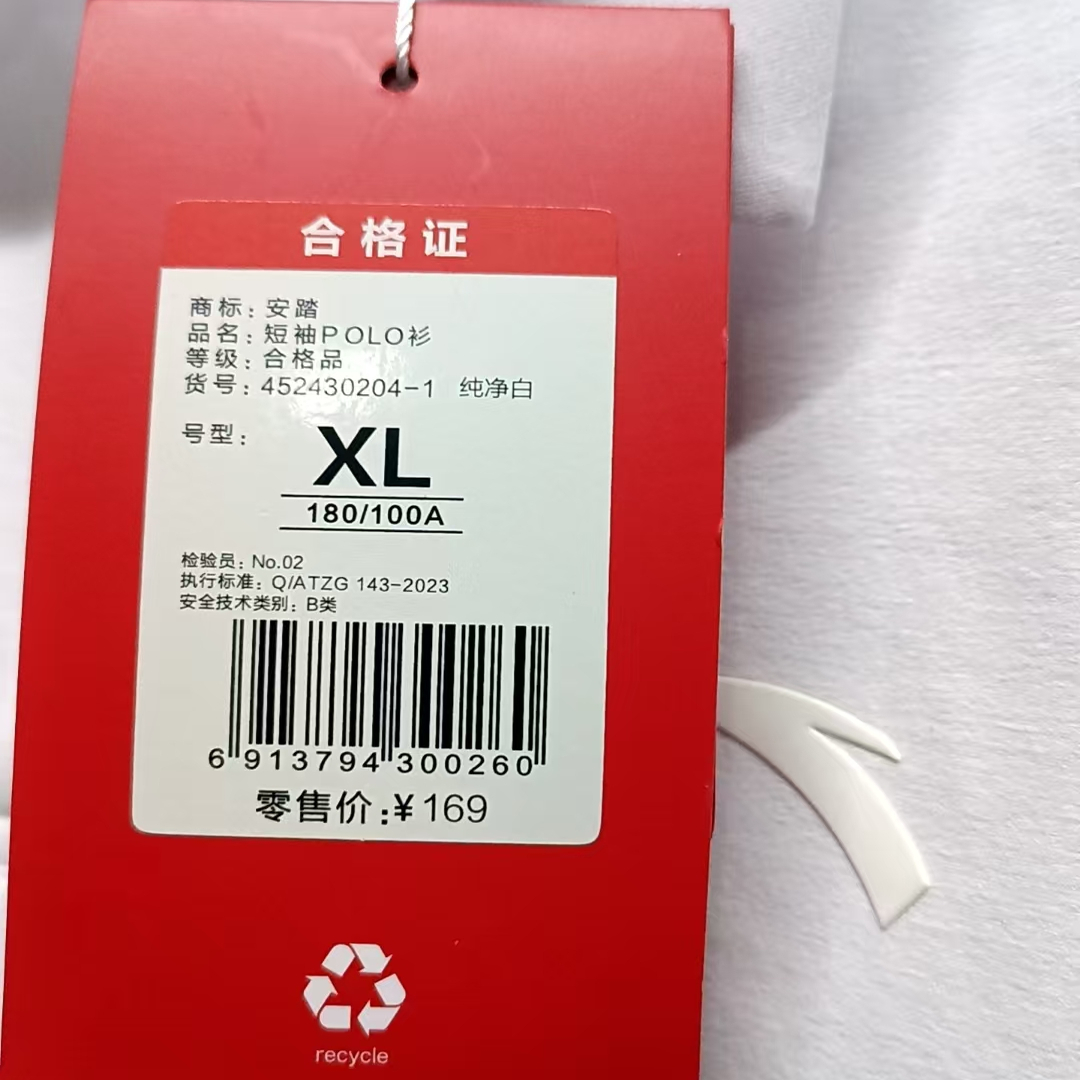 合格证
商标：安踏
品名：短袖POLO衫
等级：合格品
货号：452430204-1 纯净白
号型：
XL
180/100A
检验员：No.02
执行标准：Q/ATZG 143-2023
安全技术类别：B类
6 913794 300260
零售价:¥169
recycle